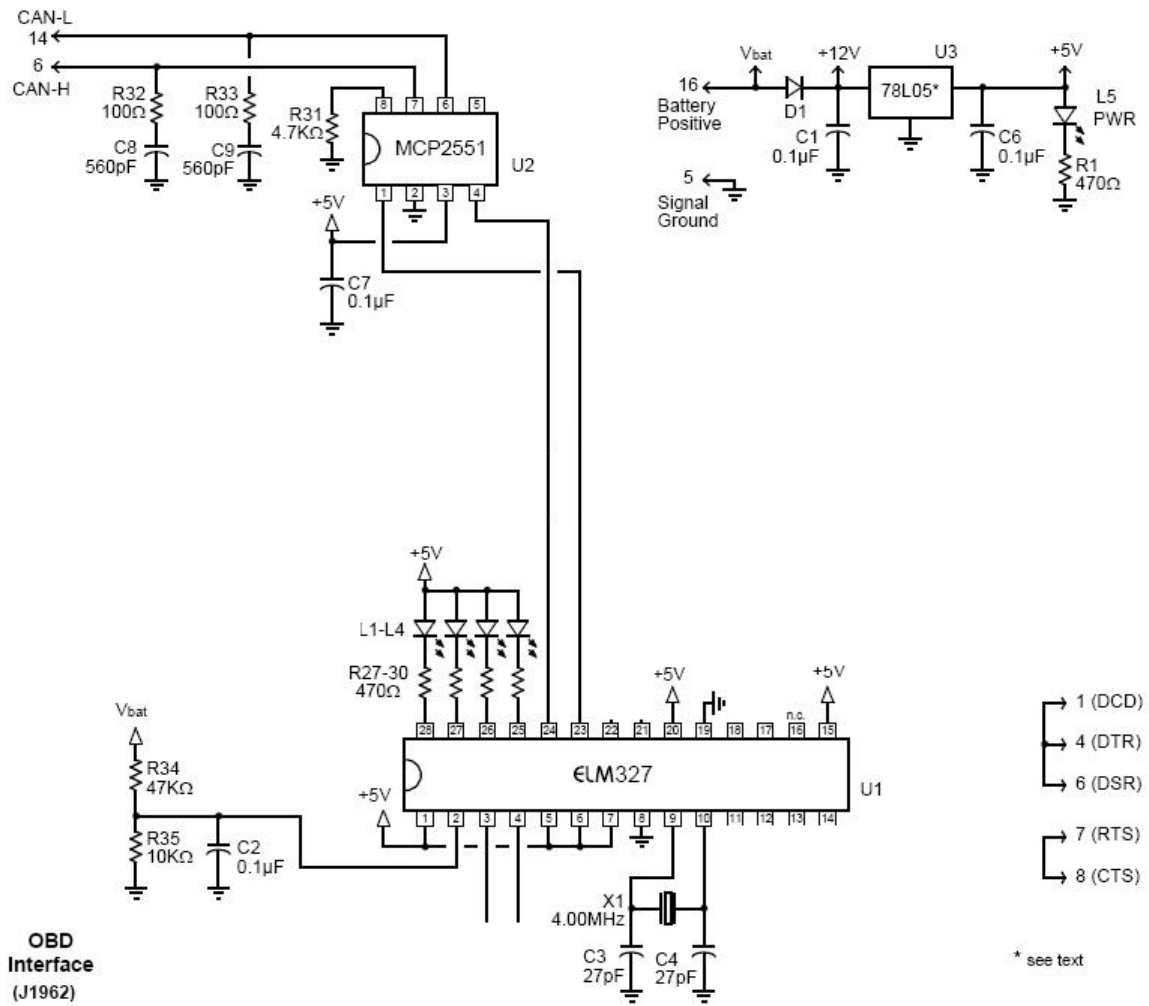 CAN-L
14
6
CAN-H
R32
100Ω
C8
560pF
R33
100Ω
C9
560pF
R31
4.7KΩ
8 7 6 5
MCP2551
U2
1 2 3 4
+5V
C7
0.1µF
Vbat
+12V
U3
+5V
16
Battery
Positive
D1
78L05*
C1
0.1µF
C6
0.1µF
L5
PWR
R1
470Ω
5
Signal
Ground
+5V
L1-L4
R27-30
470Ω
+5V
+5V
n.c.
28 27 26 25 24 23 22 21 20 19 18 17 16 15
ELM327
U1
1 2 3 4 5 6 7 8 9 10 11 12 13 14
+5V
Vbat
R34
47KΩ
R35
10KΩ
C2
0.1µF
X1
4.00MHz
C3
27pF
C4
27pF
1 (DCD)
4 (DTR)
6 (DSR)
7 (RTS)
8 (CTS)
OBD
Interface
(J1962)
* see text